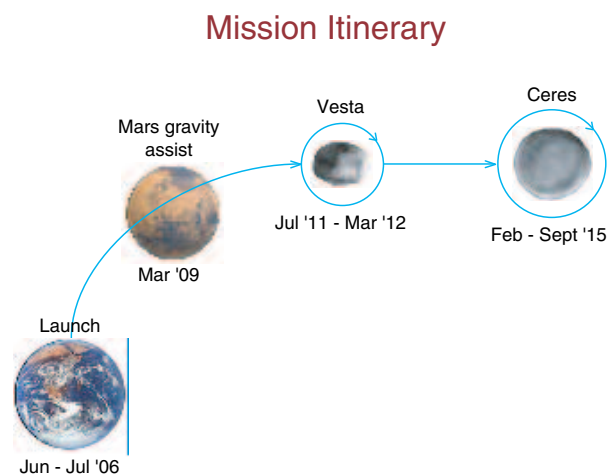 Mission Itinerary
Launch
Jun - Jul '06
Mars gravity
assist
Mar '09
Vesta
Jul '11 - Mar '12
Ceres
Feb - Sept '15